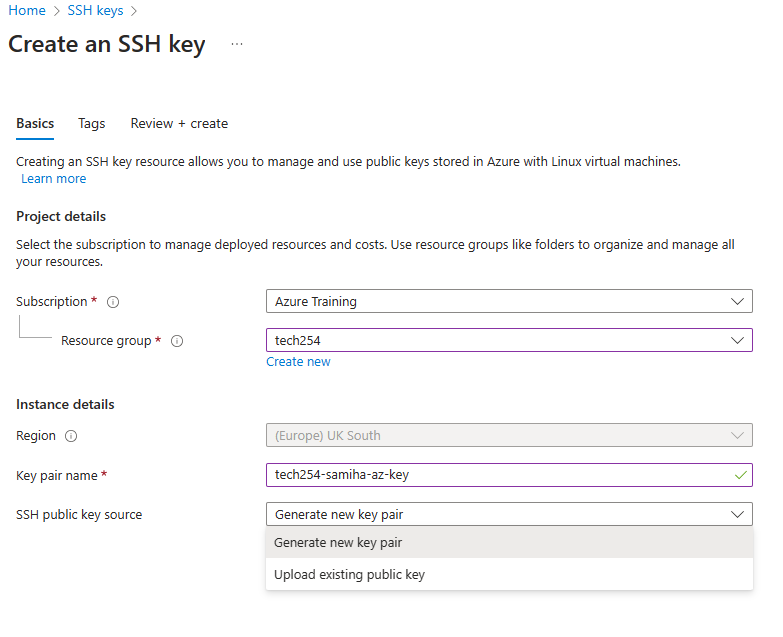 Home > SSH keys >
Create an SSH key ...
Basics Tags Review + create
Creating an SSH key resource allows you to manage and use public keys stored in Azure with Linux virtual machines.
Learn more
Project details
Select the subscription to manage deployed resources and costs. Use resource groups like folders to organize and manage all
your resources.
Subscription * Azure Training
Resource group * tech254
Create new
Instance details
Region (Europe) UK South
Key pair name * tech254-samiha-az-key
SSH public key source Generate new key pair
Generate new key pair
Upload existing public key